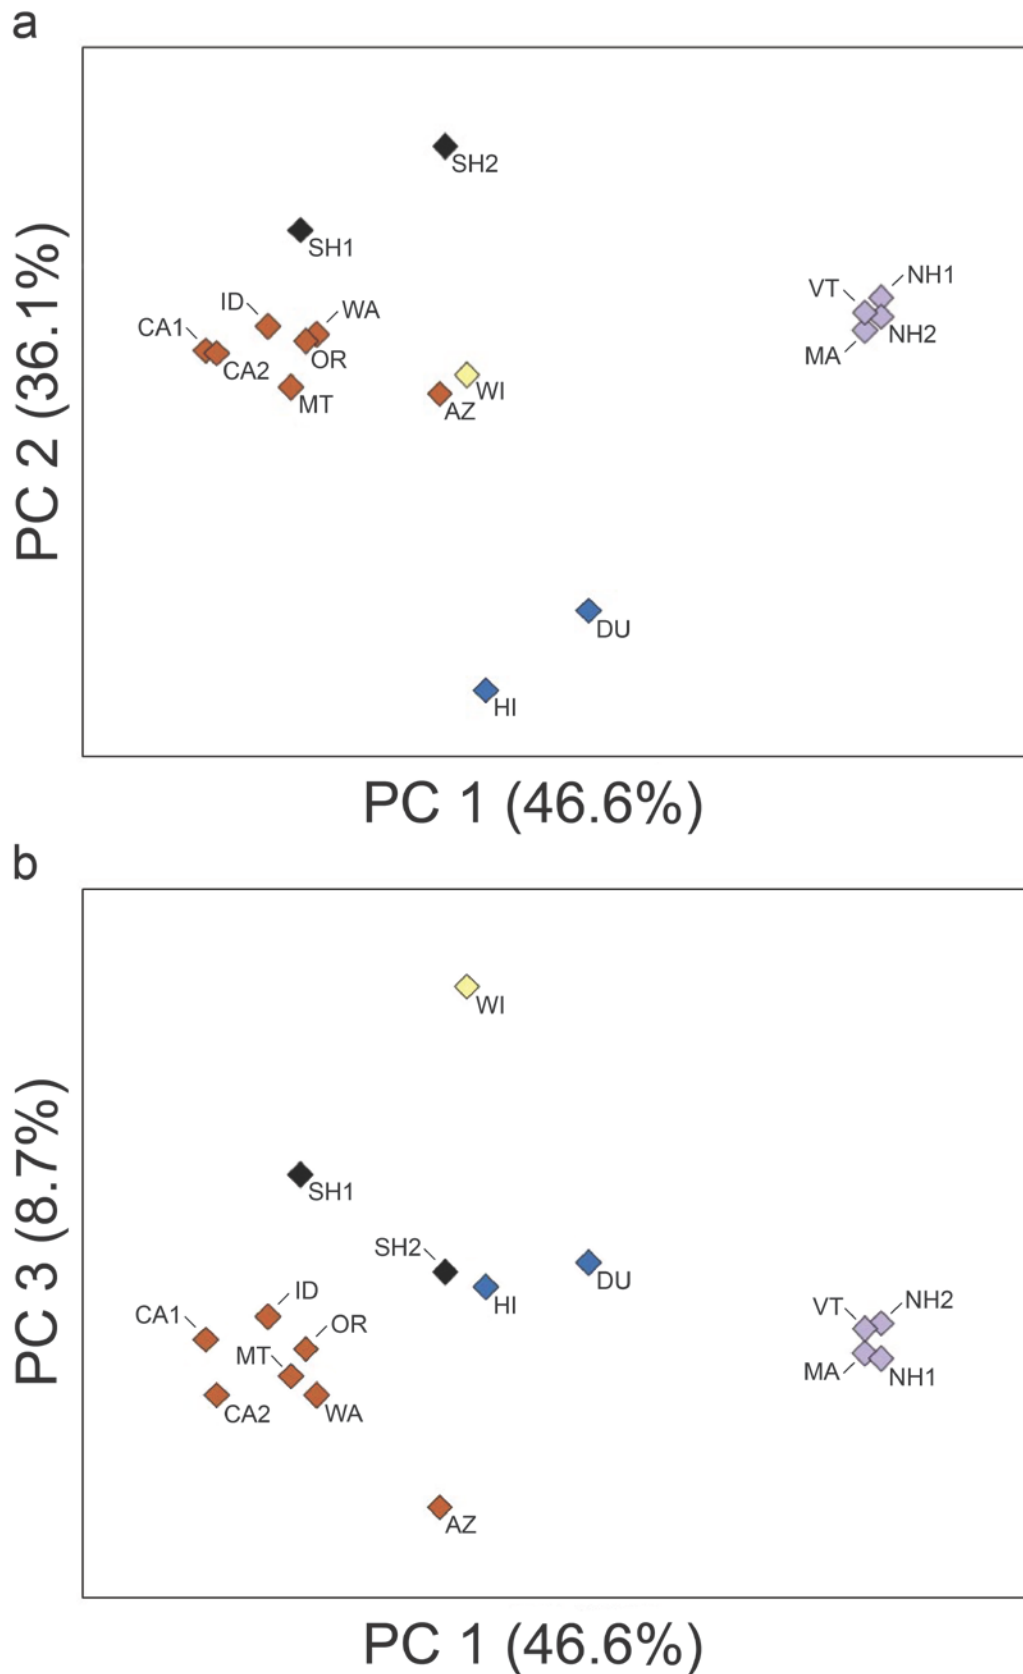 a
SH2
SH1
ID
WA
CA1
OR
CA2
MT
WI
AZ
VT
NH1
NH2
MA
DU
HI
PC 2 (36.1%)
PC 1 (46.6%)
b
WI
SH1
SH2
DU
HI
ID
CA1
OR
MT
CA2
WA
VT
NH2
MA
NH1
AZ
PC 3 (8.7%)
PC 1 (46.6%)